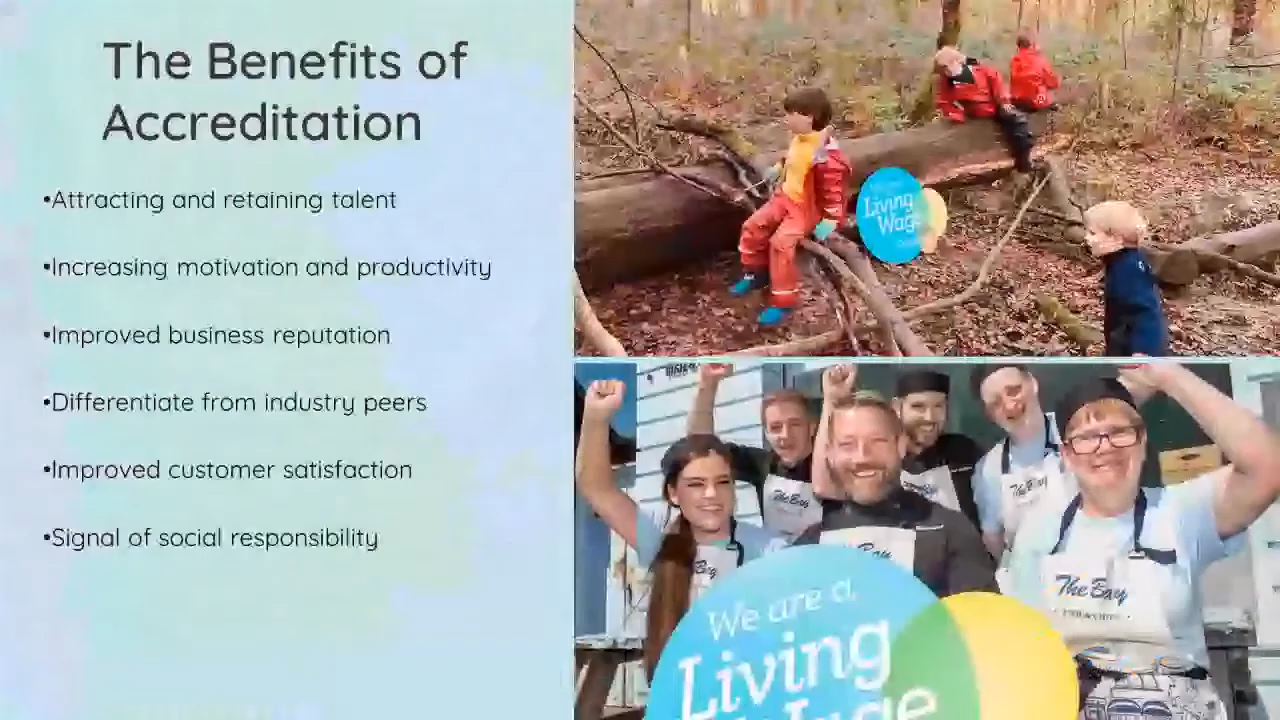 The Benefits of
Accreditation
•Attracting and retaining talent
•Increasing motivation and productivity
•Improved business reputation
•Differentiate from industry peers
•Improved customer satisfaction
•Signal of social responsibility
Living
Wage
The Bay
The Bay
The Bay
We are a
Living
Wage